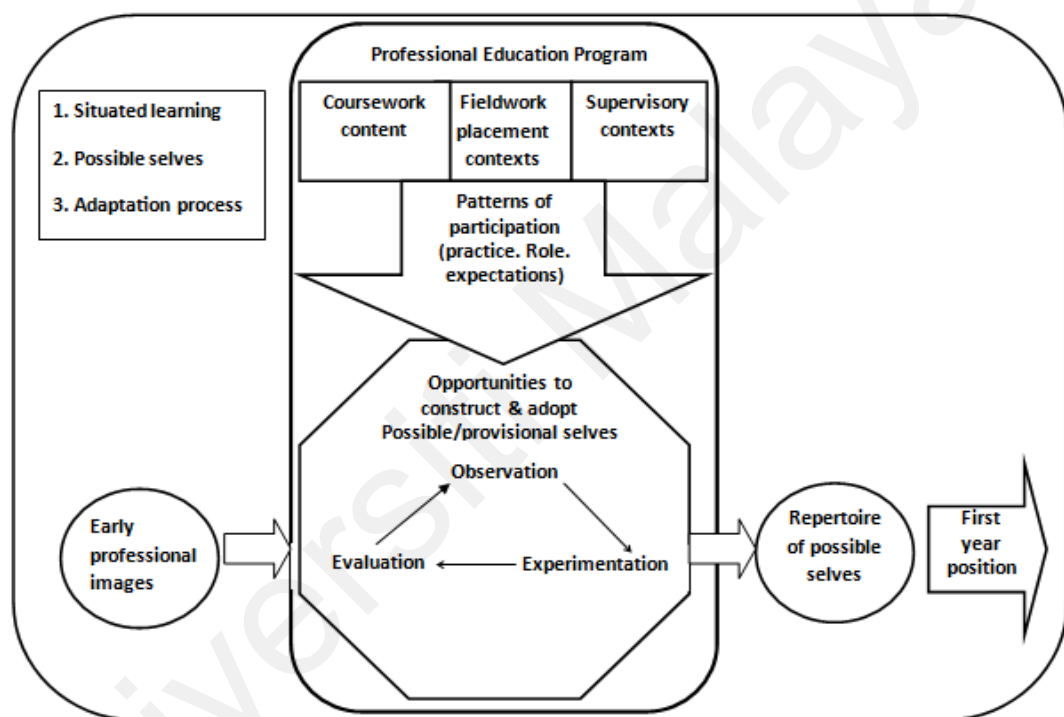 Professional Education Program
Coursework
content
Fieldwork
placement
contexts
Supervisory
contexts
1. Situated learning
2. Possible selves
3. Adaptation process
Patterns of
participation
(practice. Role.
expectations)
Opportunities to
construct & adopt
Possible/provisional selves
Observation
Evaluation
Experimentation
Early
professional
images
Repertoire
of possible
selves
First
year
position
versiti Malaya